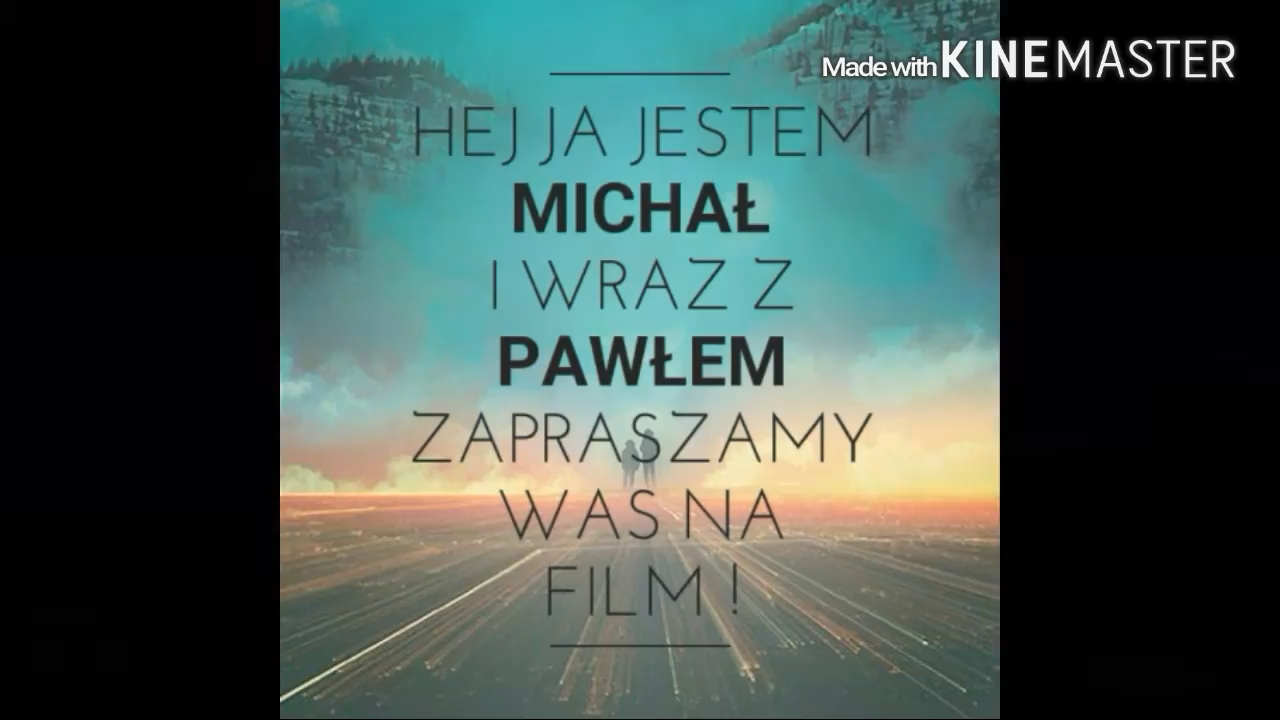 Made with KINEMASTER
HEJ JA JESTEM
MICHAŁ
I WRAZ Z
PAWŁEM
ZAPRASZAMY
WAS NA
FILM !